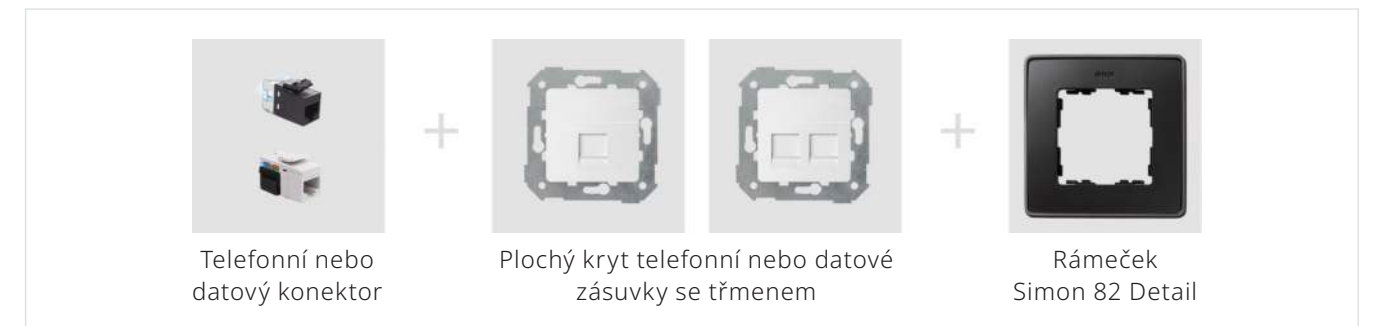 Telefonní nebo
datový konektor
Plochý kryt telefonní nebo datové
zásuvky se třmenem
Rámeček
Simon 82 Detail